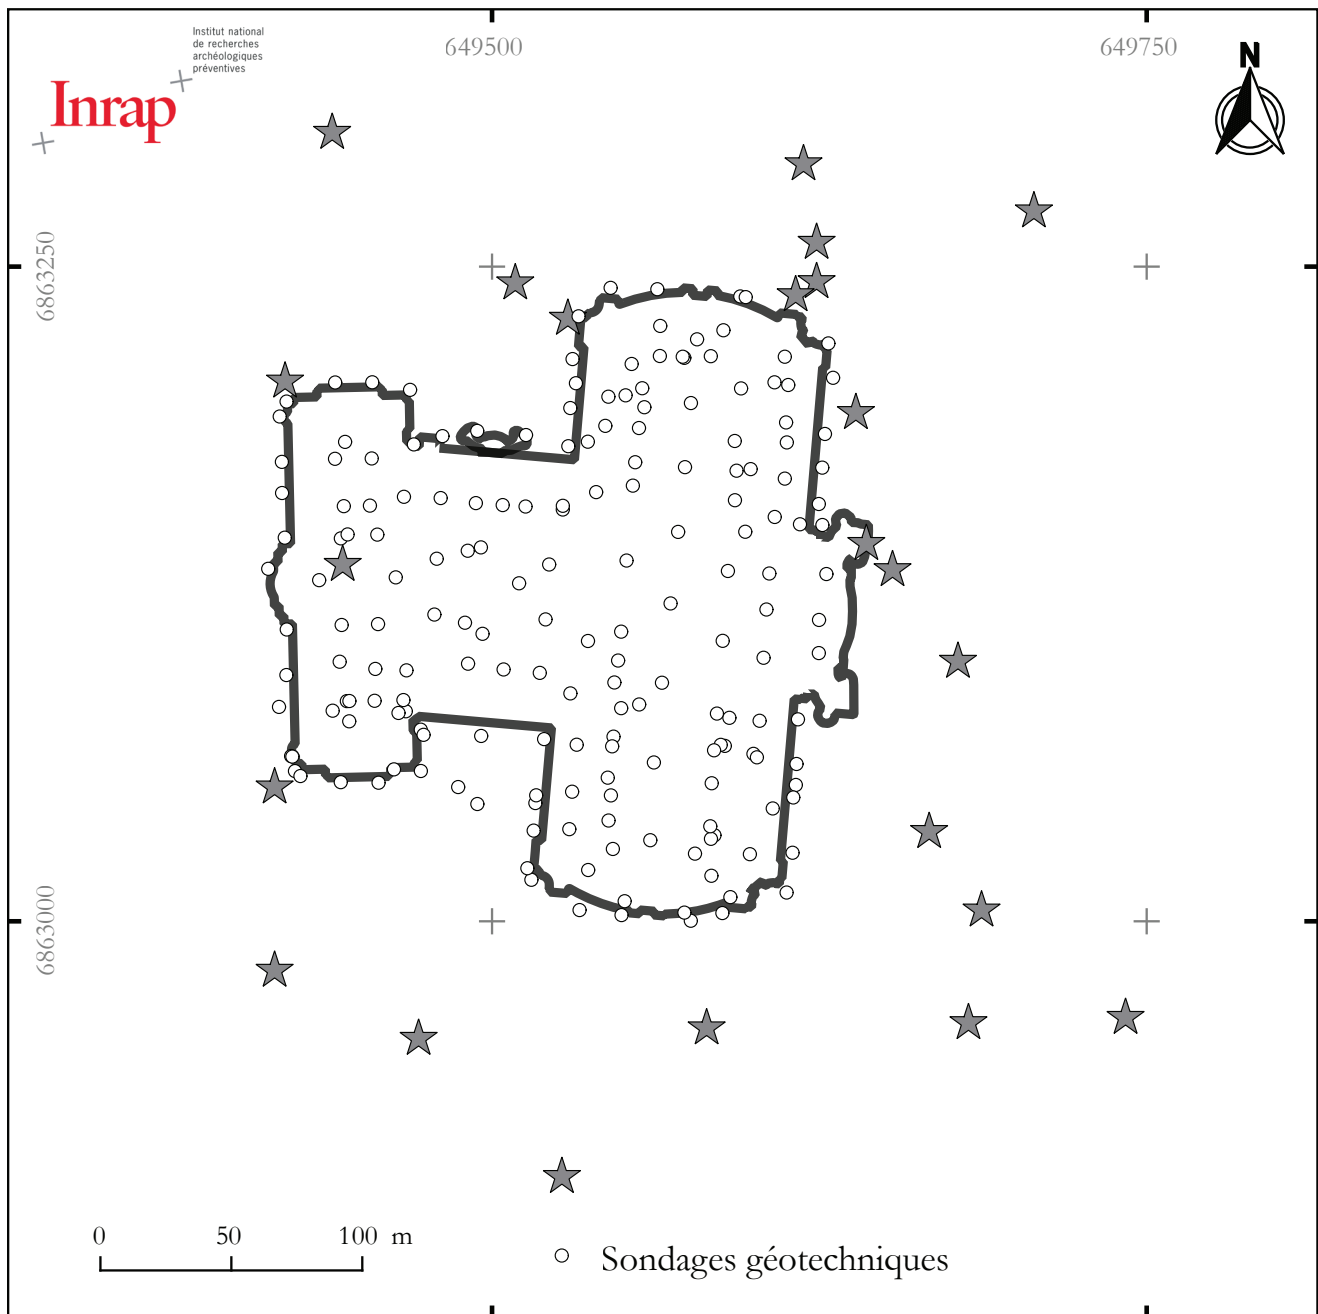 Institut national
de recherches
archéologiques
préventives
Inrap
649500
649750
N
6863250
6863000
0 50 100 m
Sondages géotechniques